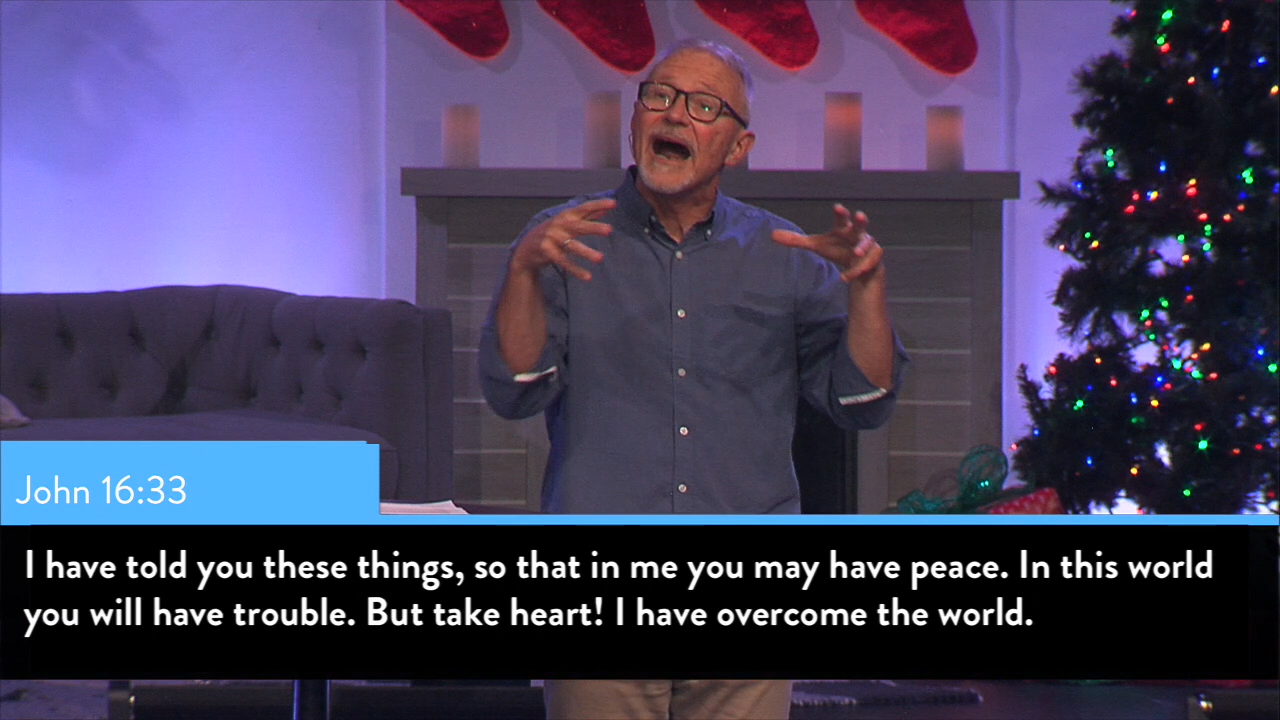 John 16:33
I have told you these things, so that in me you may have peace. In this world
you will have trouble. But take heart! I have overcome the world.